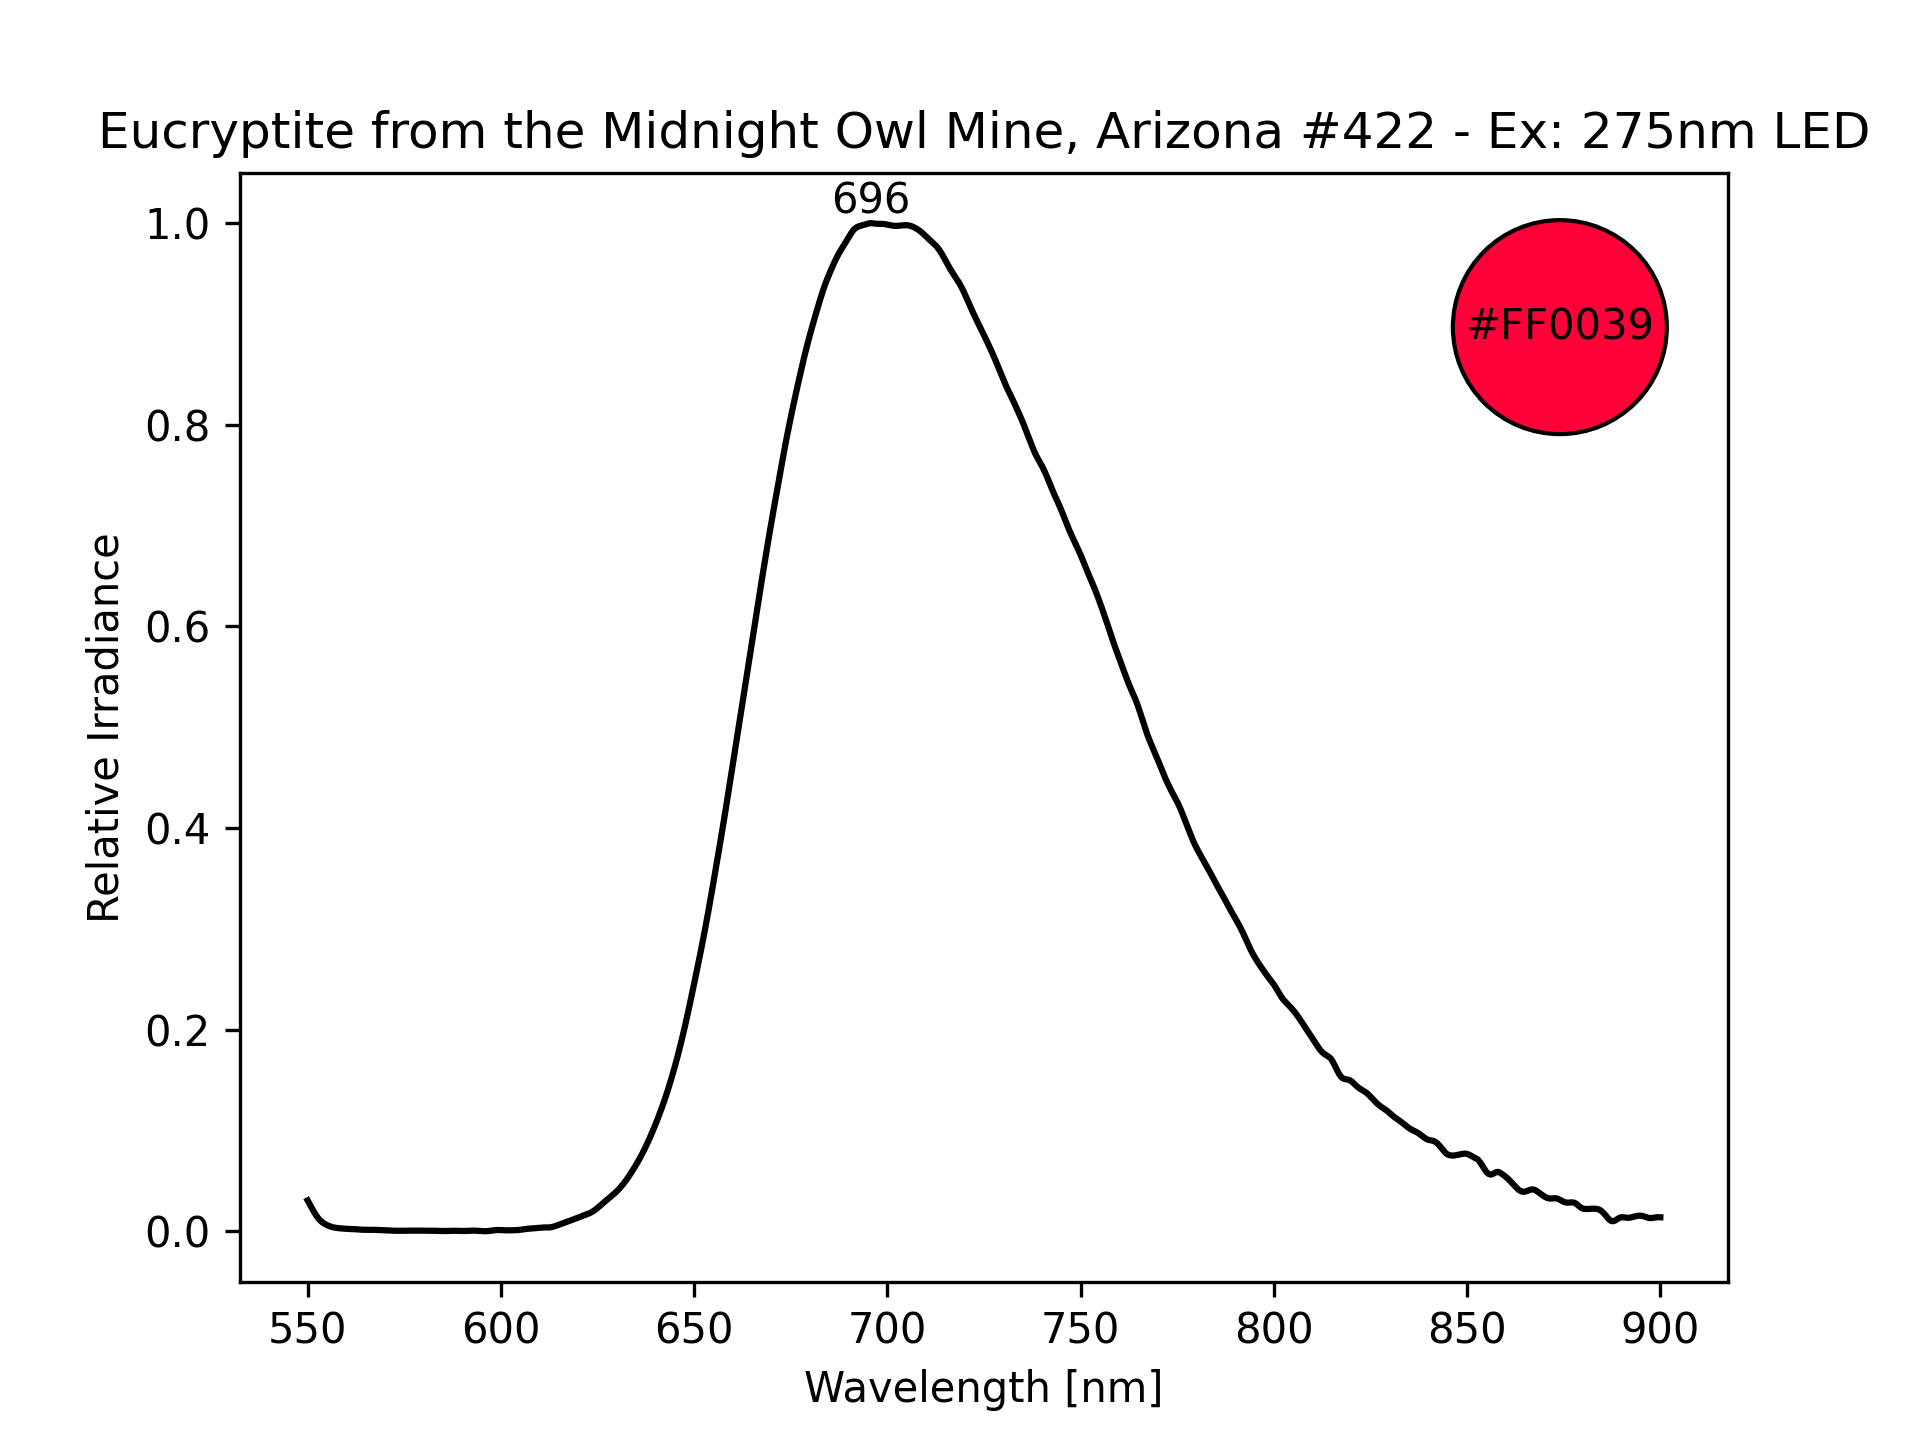 Eucryptite from the Midnight Owl Mine, Arizona #422 - Ex: 275nm LED
696
#FF0039
1.0
0.8
0.6
0.4
0.2
0.0
Relative Irradiance
550 600 650 700 750 800 850 900
Wavelength [nm]